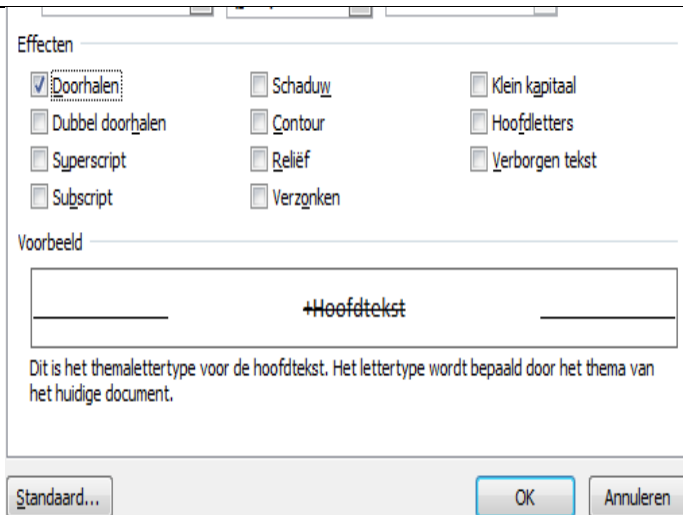 Effecten
Doorhalen Schaduw Klein kapitaal
Dubbel doorhalen Contour Hoofdletters
Superscript Reliëf Verborgen tekst
Subscript Verzonken
Voorbeeld
+Hoofdtekst
Dit is het themalettertype voor de hoofdtekst. Het lettertype wordt bepaald door het thema van
het huidige document.
Standaard... OK Annuleren